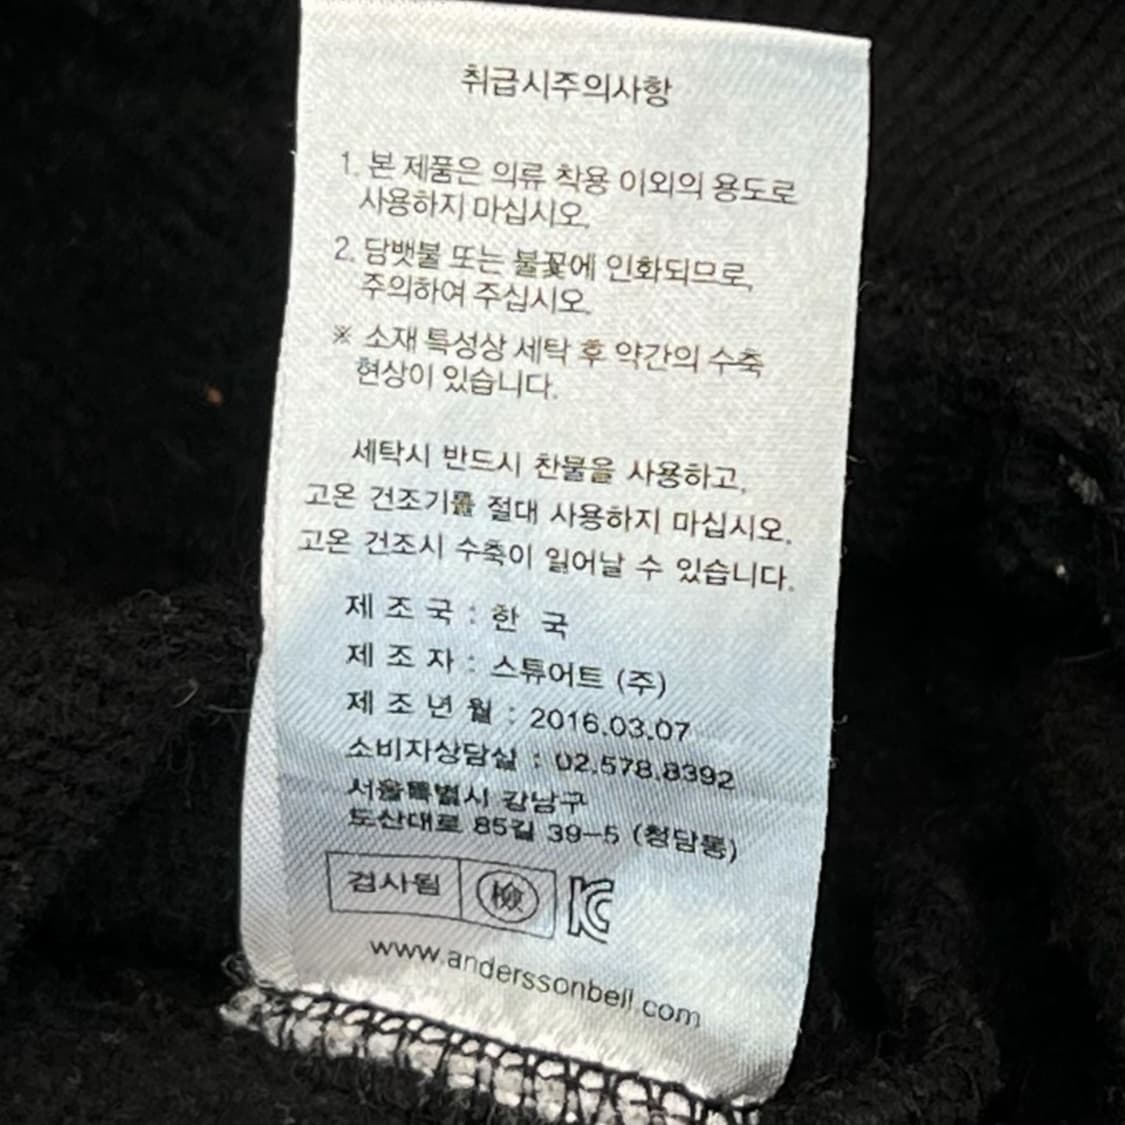 취급시주의사항
1. 본 제품은 의류 착용 이외의 용도로
사용하지 마십시오.
2. 담뱃불 또는 불꽃에 인화되므로,
주의하여 주십시오.
※ 소재 특성상 세탁 후 약간의 수축
현상이 있습니다.
세탁시 반드시 찬물을 사용하고,
고온 건조기를 절대 사용하지 마십시오.
고온 건조시 수축이 일어날 수 있습니다.
제 조 국 : 한 국
제 조 자 : 스튜어트 (주)
제 조 년 월 : 2016.03.07
소비자상담실 : 02.578.8392
서울특별시 강남구
도산대로 85길 39-5 (청담동)
검사됨 檢 KC
www.anderssonbell.com